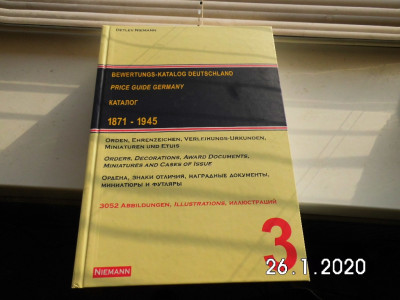 DETLEV NIEMANN
BEWERTUNGS-KATALOG DEUTSCHLAND
PRICE GUIDE GERMANY
КАТАЛОГ
1871 - 1945
ORDEN, EHRENZEICHEN, VERLEIHUNGS-URKUNDEN,
MINIATUREN UND ETUIS
ORDERS, DECORATIONS, AWARD DOCUMENTS,
MINIATURES AND CASES OF ISSUE
ОРДЕНА, ЗНАКИ ОТЛИЧИЯ, НАГРАДНЫЕ ДОКУМЕНТЫ,
МИНИАТЮРЫ И ФУТЛЯРЫ
3052 ABBILDUNGEN, ILLUSTRATIONS, ИЛЛЮСТРАЦИЙ
3
NIEMANN
26.1.2020